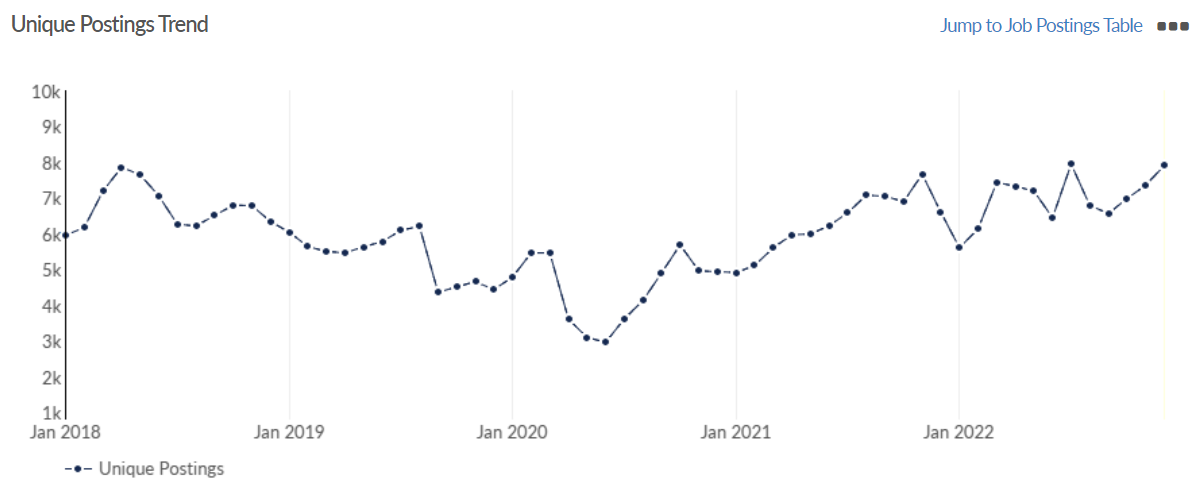 Unique Postings Trend
Jump to Job Postings Table
10k
9k
8k
7k
6k
5k
4k
3k
2k
1k
Jan 2018 Jan 2019 Jan 2020 Jan 2021 Jan 2022
Unique Postings